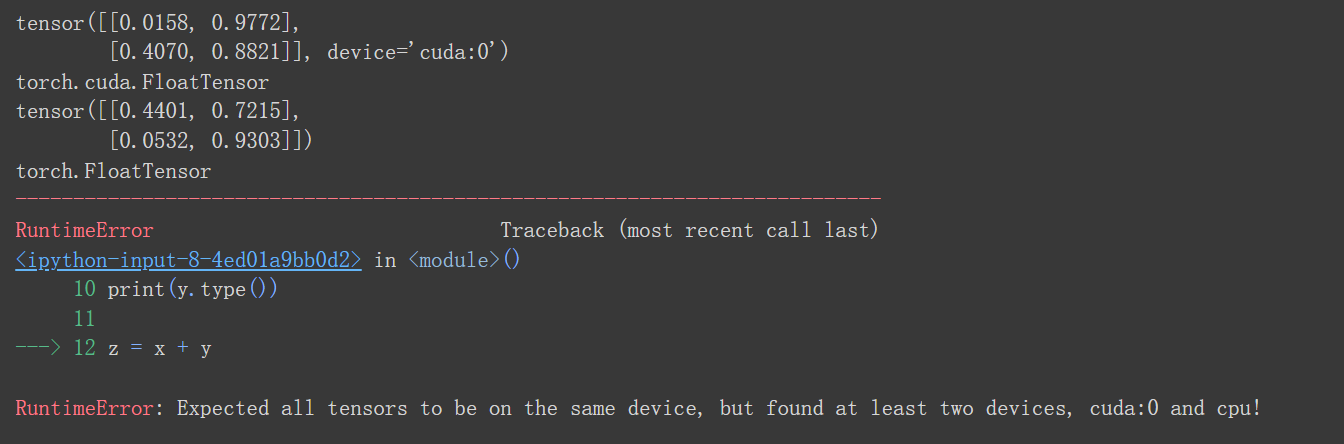 tensor([[0.0158, 0.9772],
        [0.4070, 0.8821]], device='cuda:0')
torch.cuda.FloatTensor
tensor([[0.4401, 0.7215],
        [0.0532, 0.9303]])
torch.FloatTensor
---------------------------------------------------------------------------
RuntimeError                              Traceback (most recent call last)
<ipython-input-8-4ed01a9bb0d2> in <module>()
     10 print(y.type())
     11
---> 12 z = x + y
RuntimeError: Expected all tensors to be on the same device, but found at least two devices, cuda:0 and cpu!